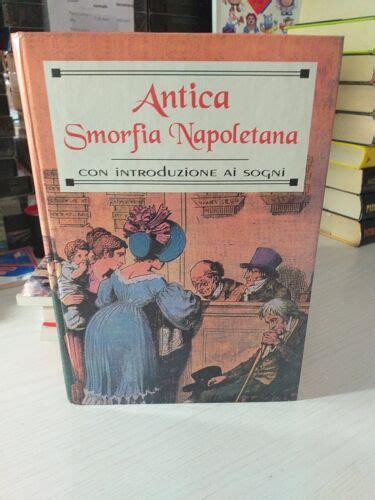 Antica
Smorfia Napoletana
CON INTRODUZIONE AI SOGNI